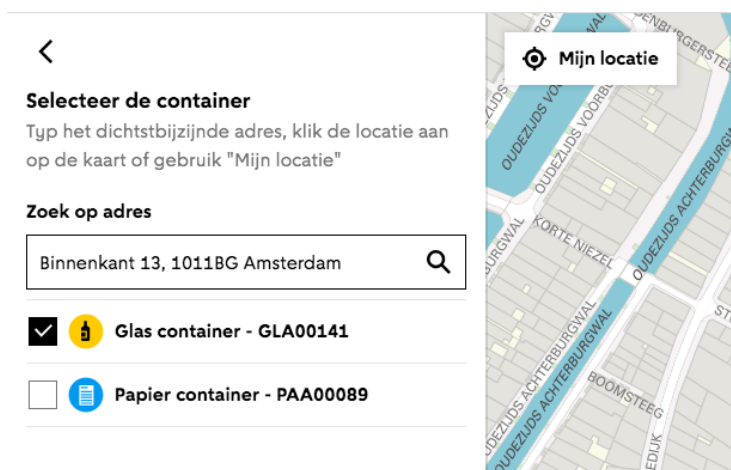 Selecteer de container
Typ het dichtstbijzijnde adres, klik de locatie aan
op de kaart of gebruik "Mijn locatie"
Zoek op adres
Binnenkant 13, 1011BG Amsterdam
Glas container - GLA00141
Papier container - PAA00089
Mijn locatie
OUDEZIJDS VOORBURGWAL
OUDEZIJDS ACHTERBURGWAL
KORTE NIEZEL
OUDEZIJDS ACHTERBURGWAL
OUDEZIJDS ACHTERBURGWAL
BOOMSTEEG